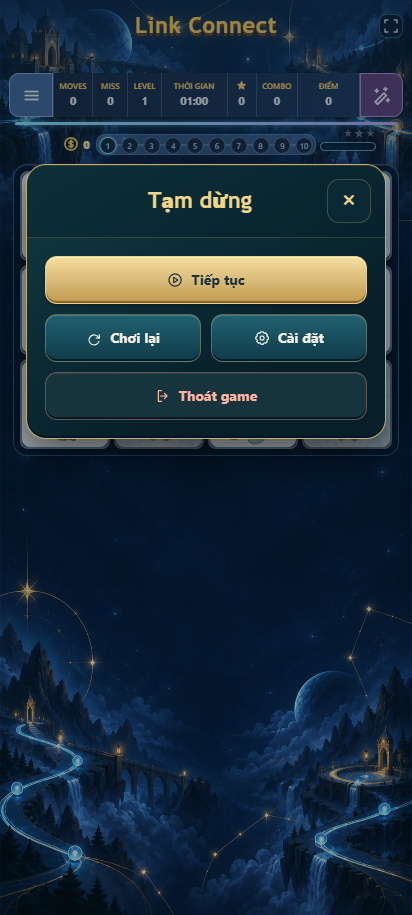 Link Connect
MOVES MISS LEVEL THỜI GIAN ★ COMBO ĐIỂM
0 0 1 01:00 0 0 0
$ 0 1 2 3 4 5 6 7 8 9 10
Tạm dừng ×
Tiếp tục
Chơi lại Cài đặt
Thoát game